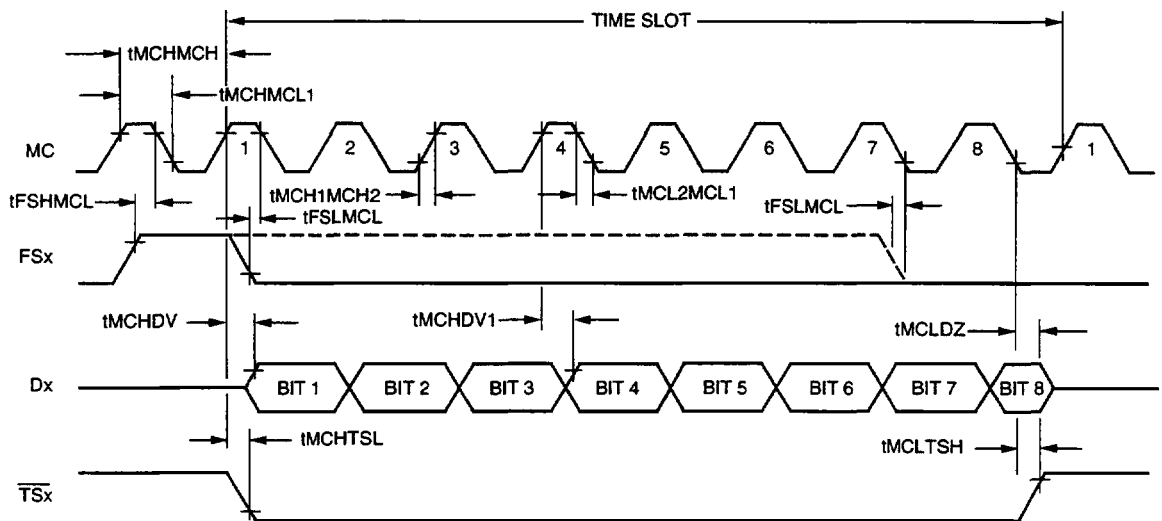 TIME SLOT
tMCHMCH
tMCHMCL1
MC
1 2 3 4 5 6 7 8 1
tFSHMCL
tMCH1MCH2
tMCL2MCL1
tFSLMCL
tFSLMCL
FSx
tMCHDV
tMCHDV1
tMCLDZ
Dx
BIT 1 BIT 2 BIT 3 BIT 4 BIT 5 BIT 6 BIT 7 BIT 8
tMCHTSL
tMCLTSH
TSx